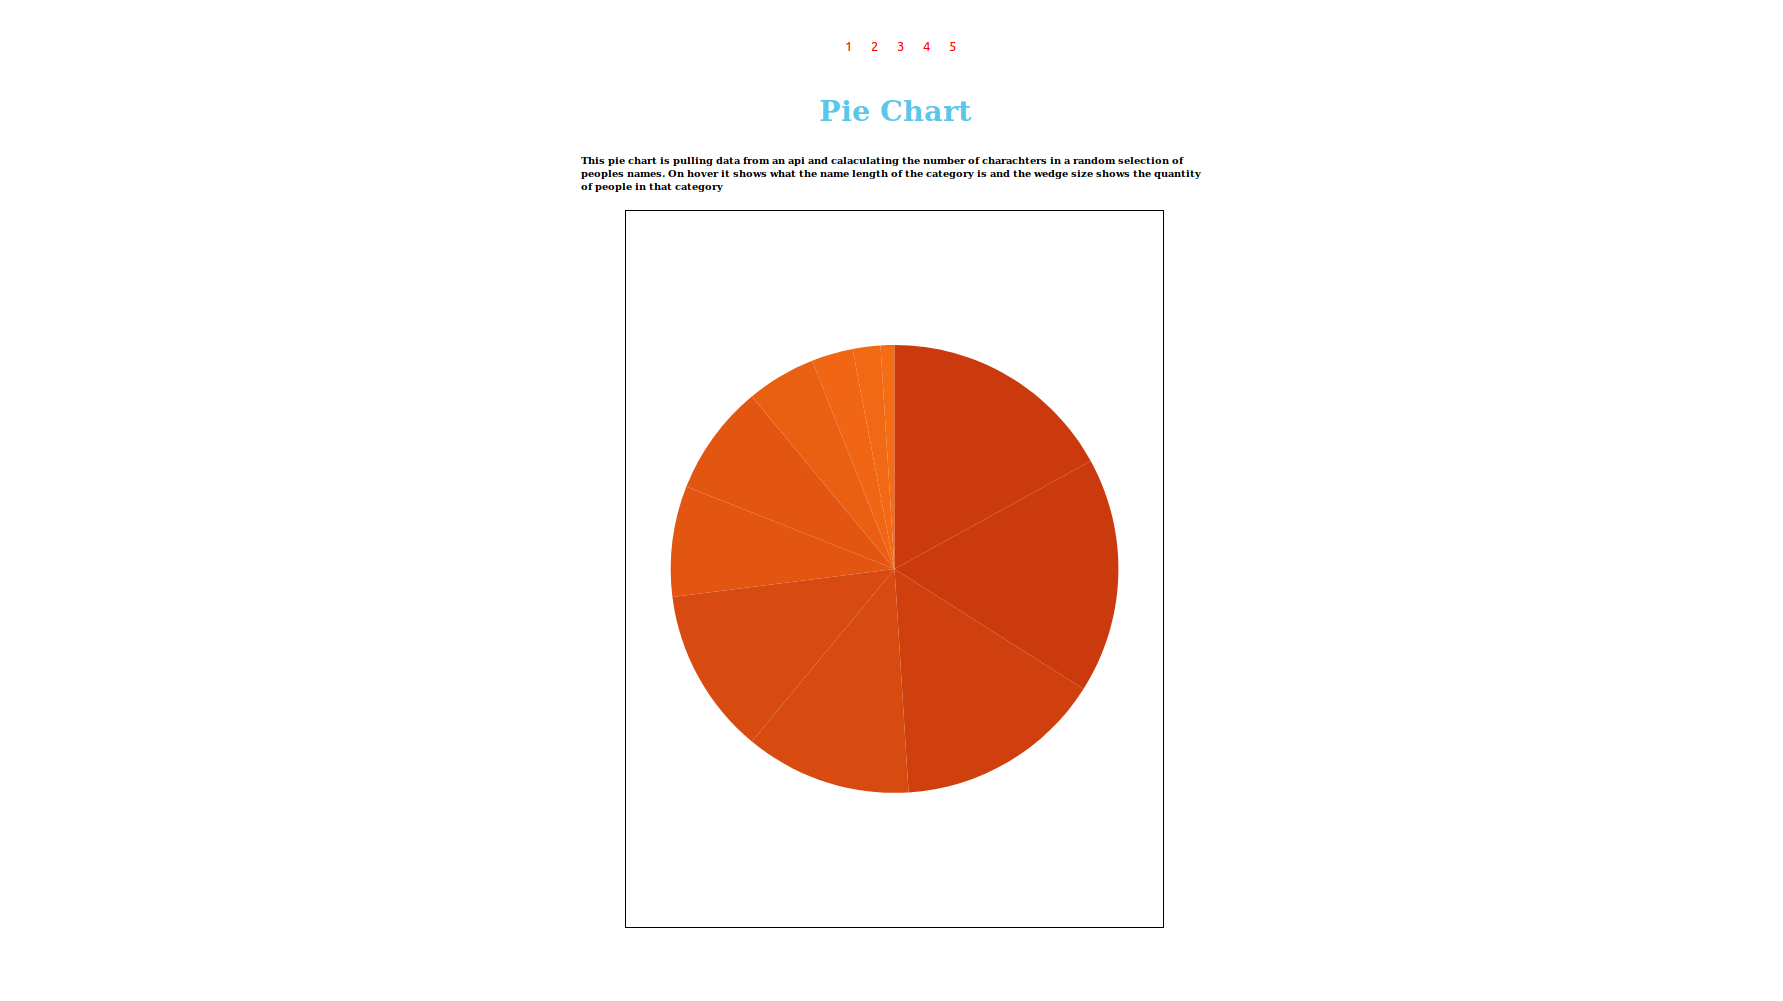 1 2 3 4 5
Pie Chart
This pie chart is pulling data from an api and calaculating the number of charachters in a random selection of
peoples names. On hover it shows what the name length of the category is and the wedge size shows the quantity
of people in that category